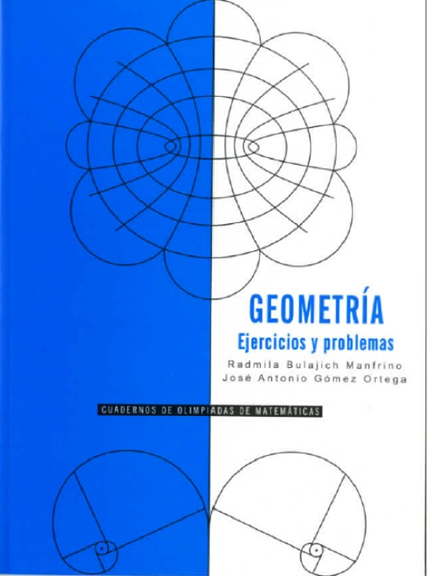 GEOMETRÍA
Ejercicios y problemas
Radmila Bulajich Manfrino
José Antonio Gómez Ortega
CUADERNOS DE OLIMPIADAS DE MATEMÁTICAS